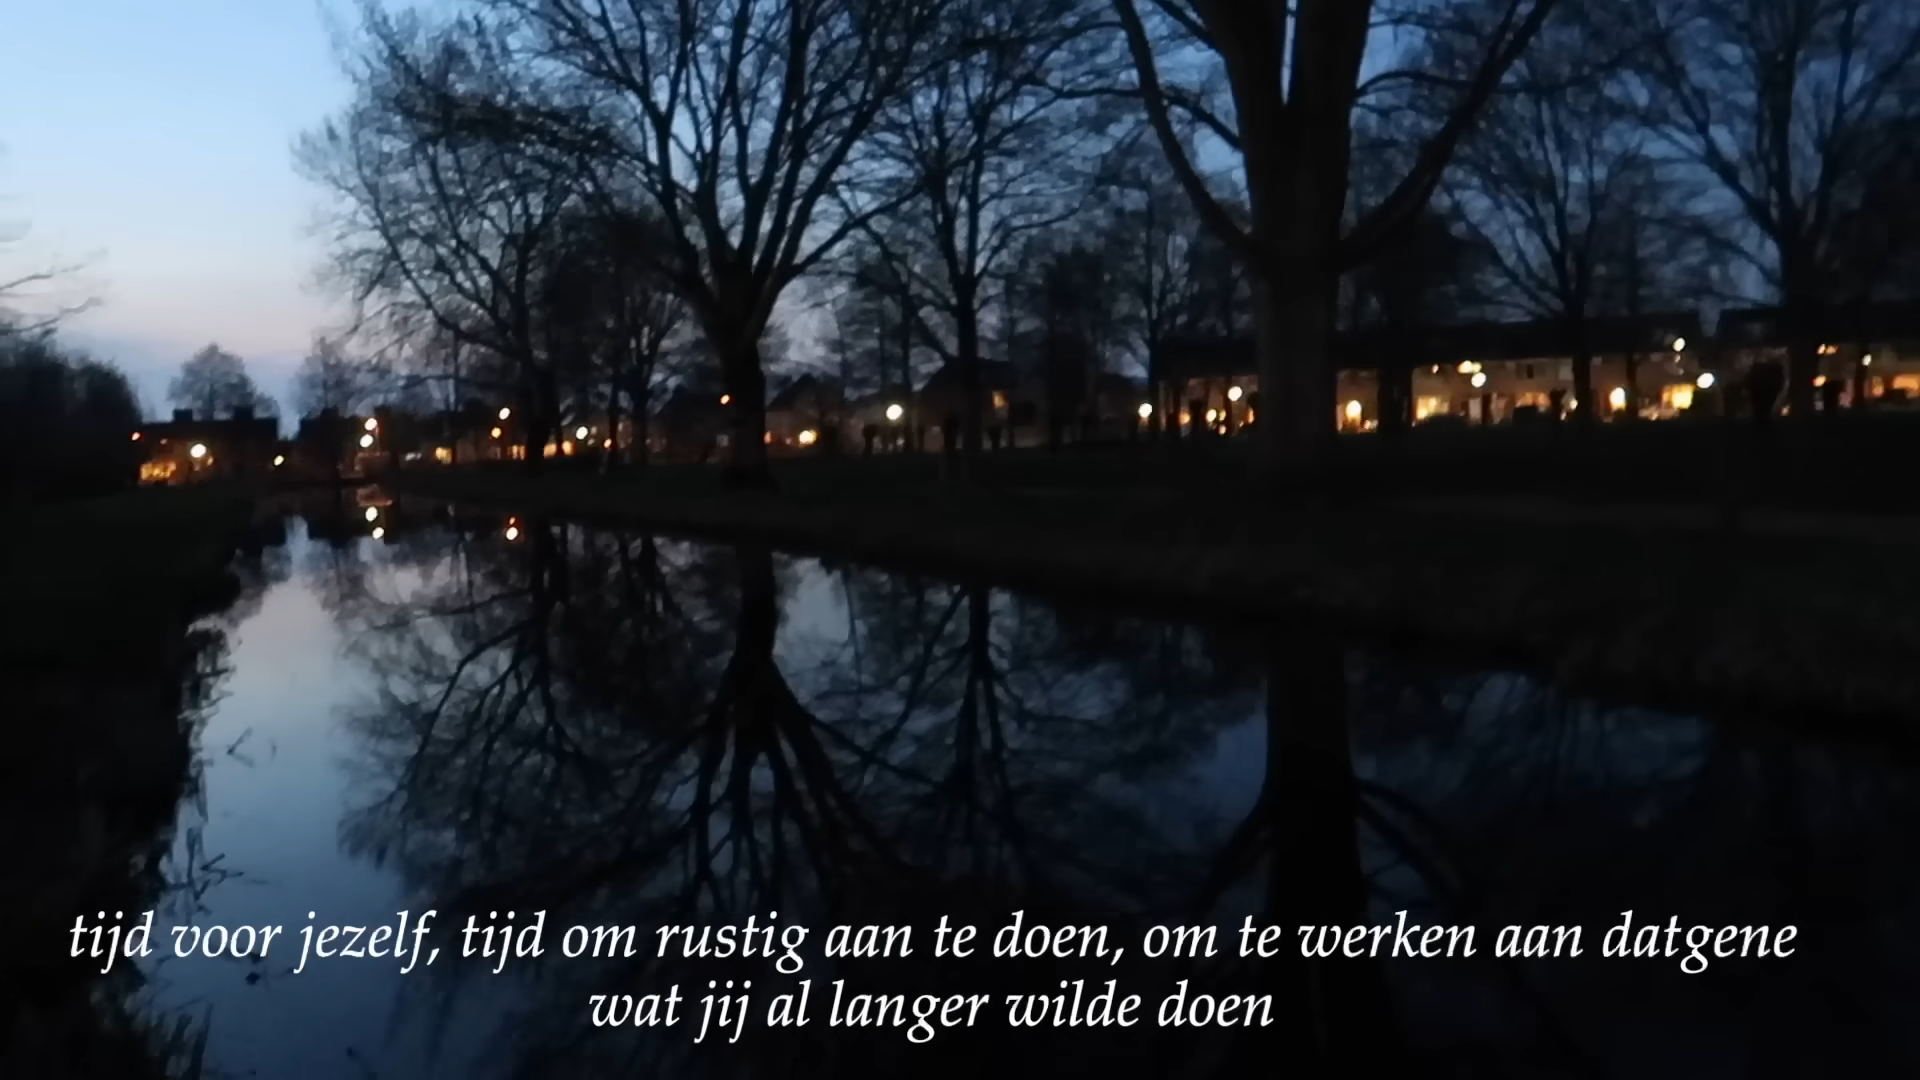 tijd voor jezelf, tijd om rustig aan te doen, om te werken aan datgene
wat jij al langer wilde doen